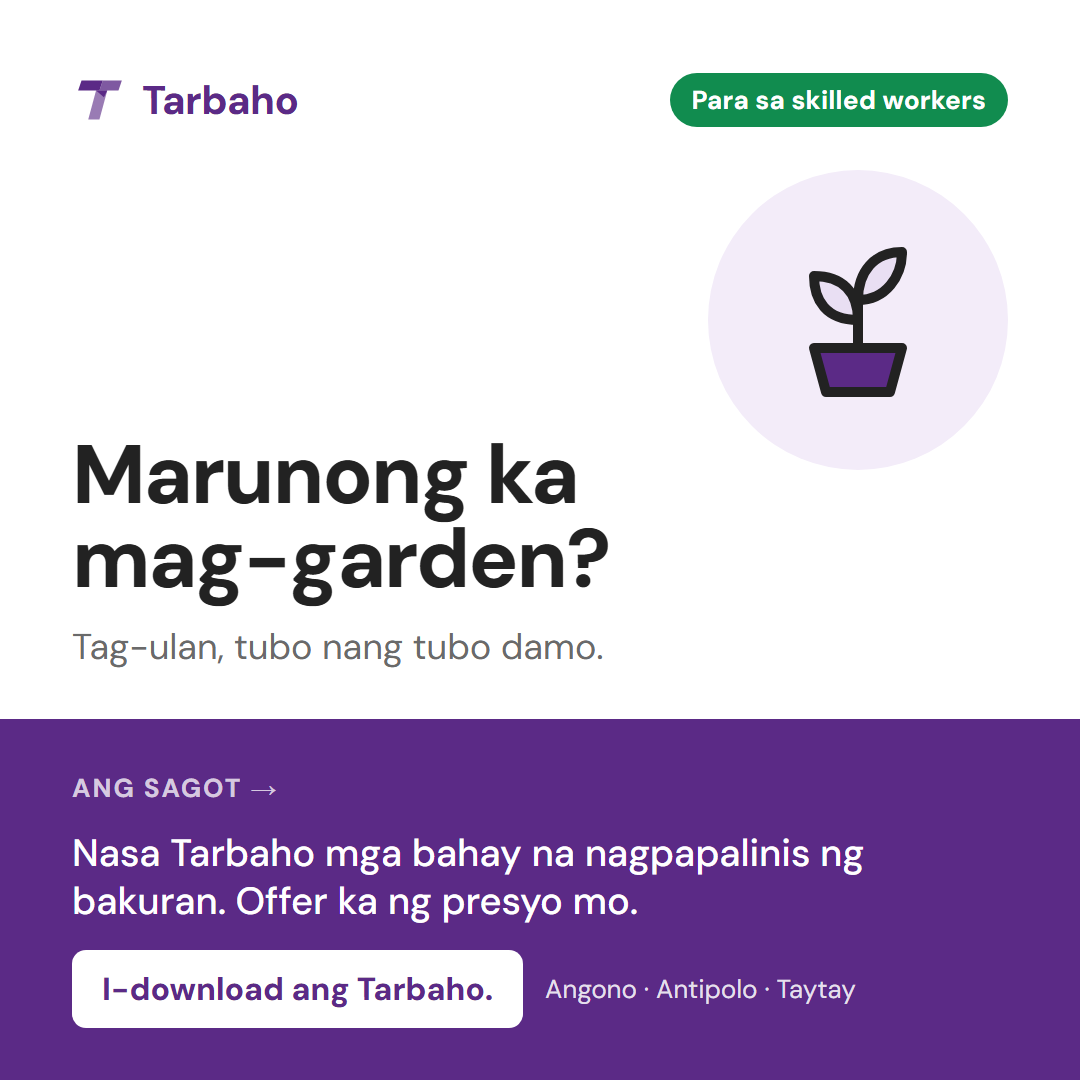 Tarbaho
Para sa skilled workers
Marunong ka
mag-garden?
Tag-ulan, tubo nang tubo damo.
ANG SAGOT →
Nasa Tarbaho mga bahay na nagpapalinis ng
bakuran. Offer ka ng presyo mo.
I-download ang Tarbaho.
Angono · Antipolo · Taytay